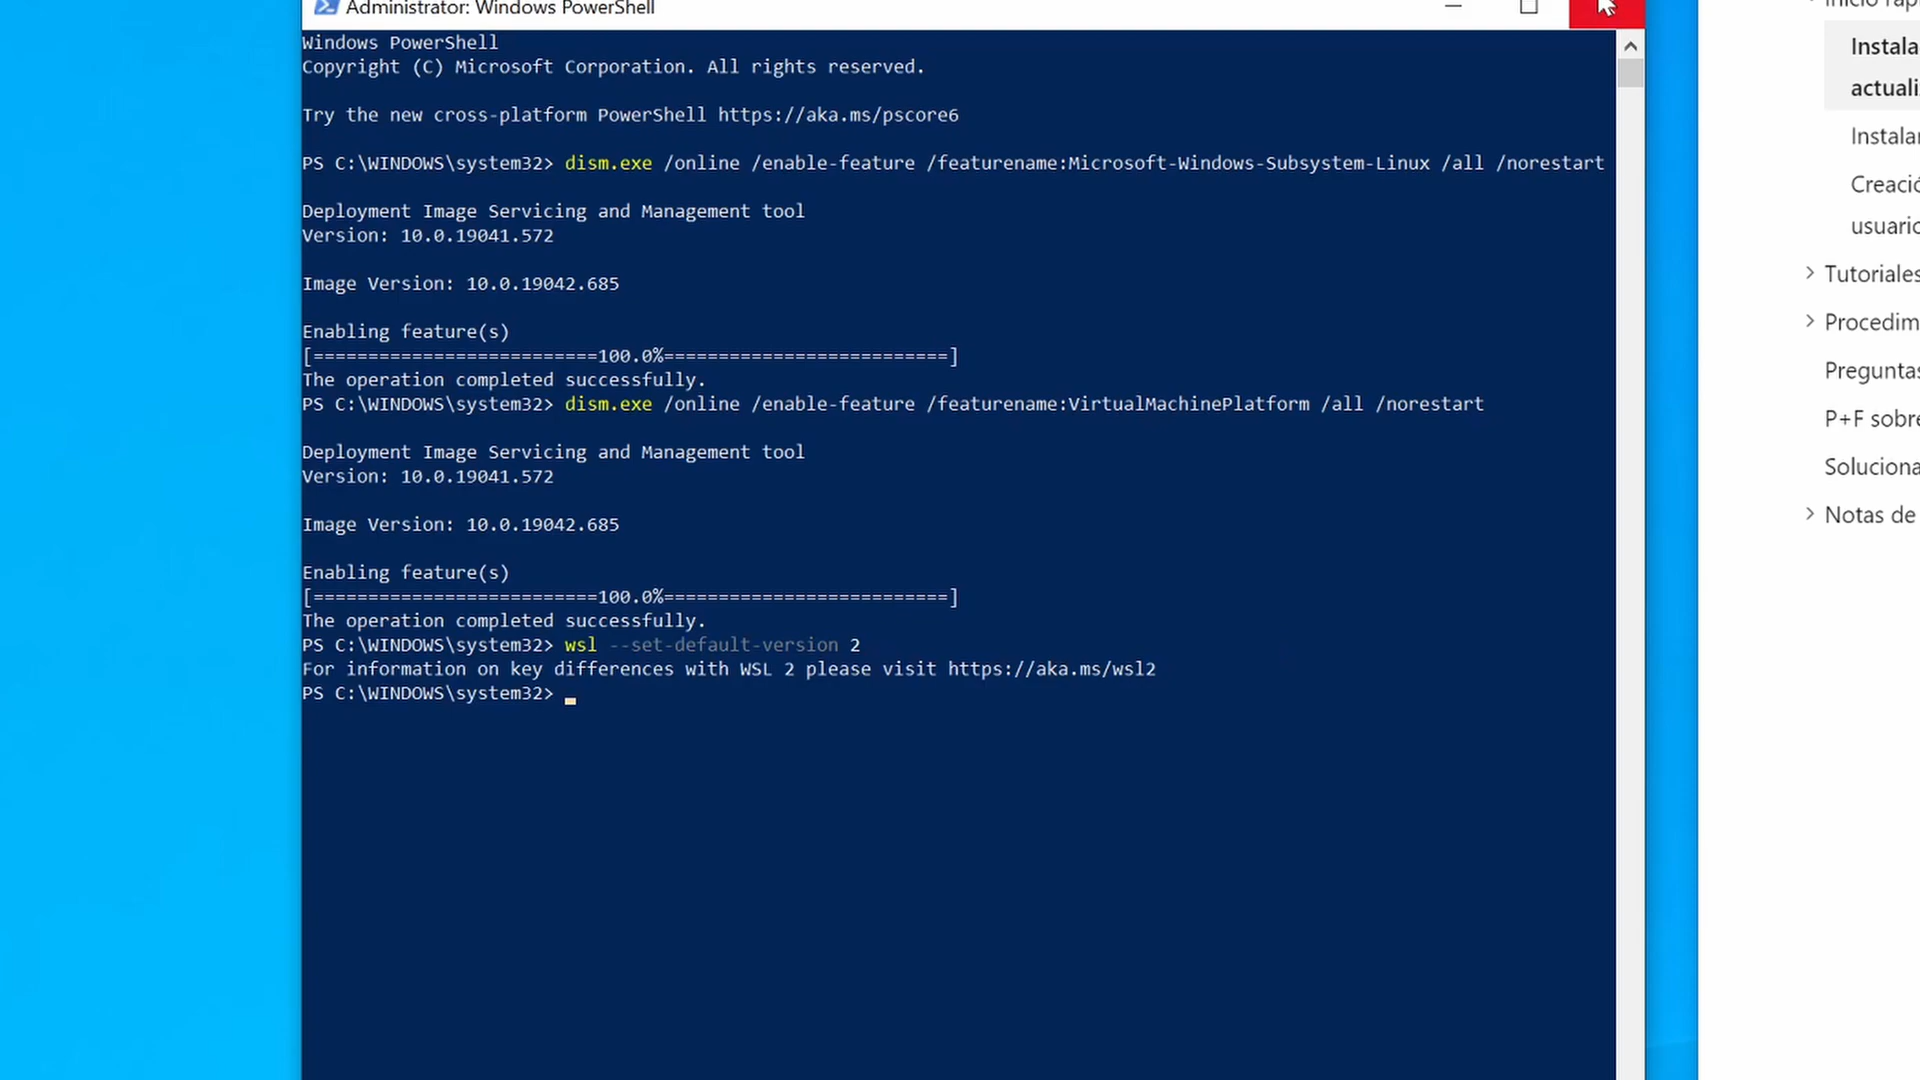 Administrator: Windows PowerShell
Windows PowerShell
Copyright (C) Microsoft Corporation. All rights reserved.
Try the new cross-platform PowerShell https://aka.ms/pscore6
PS C:\WINDOWS\system32> dism.exe /online /enable-feature /featurename:Microsoft-Windows-Subsystem-Linux /all /norestart
Deployment Image Servicing and Management tool
Version: 10.0.19041.572
Image Version: 10.0.19042.685
Enabling feature(s)
[==========================100.0%==========================]
The operation completed successfully.
PS C:\WINDOWS\system32> dism.exe /online /enable-feature /featurename:VirtualMachinePlatform /all /norestart
Deployment Image Servicing and Management tool
Version: 10.0.19041.572
Image Version: 10.0.19042.685
Enabling feature(s)
[==========================100.0%==========================]
The operation completed successfully.
PS C:\WINDOWS\system32> wsl --set-default-version 2
For information on key differences with WSL 2 please visit https://aka.ms/wsl2
PS C:\WINDOWS\system32>
Inicio ráp
Instala
actuali
Instalar
Creació
usuario
Tutoriales
Procedim
Preguntas
P+F sobre
Soluciona
Notas de